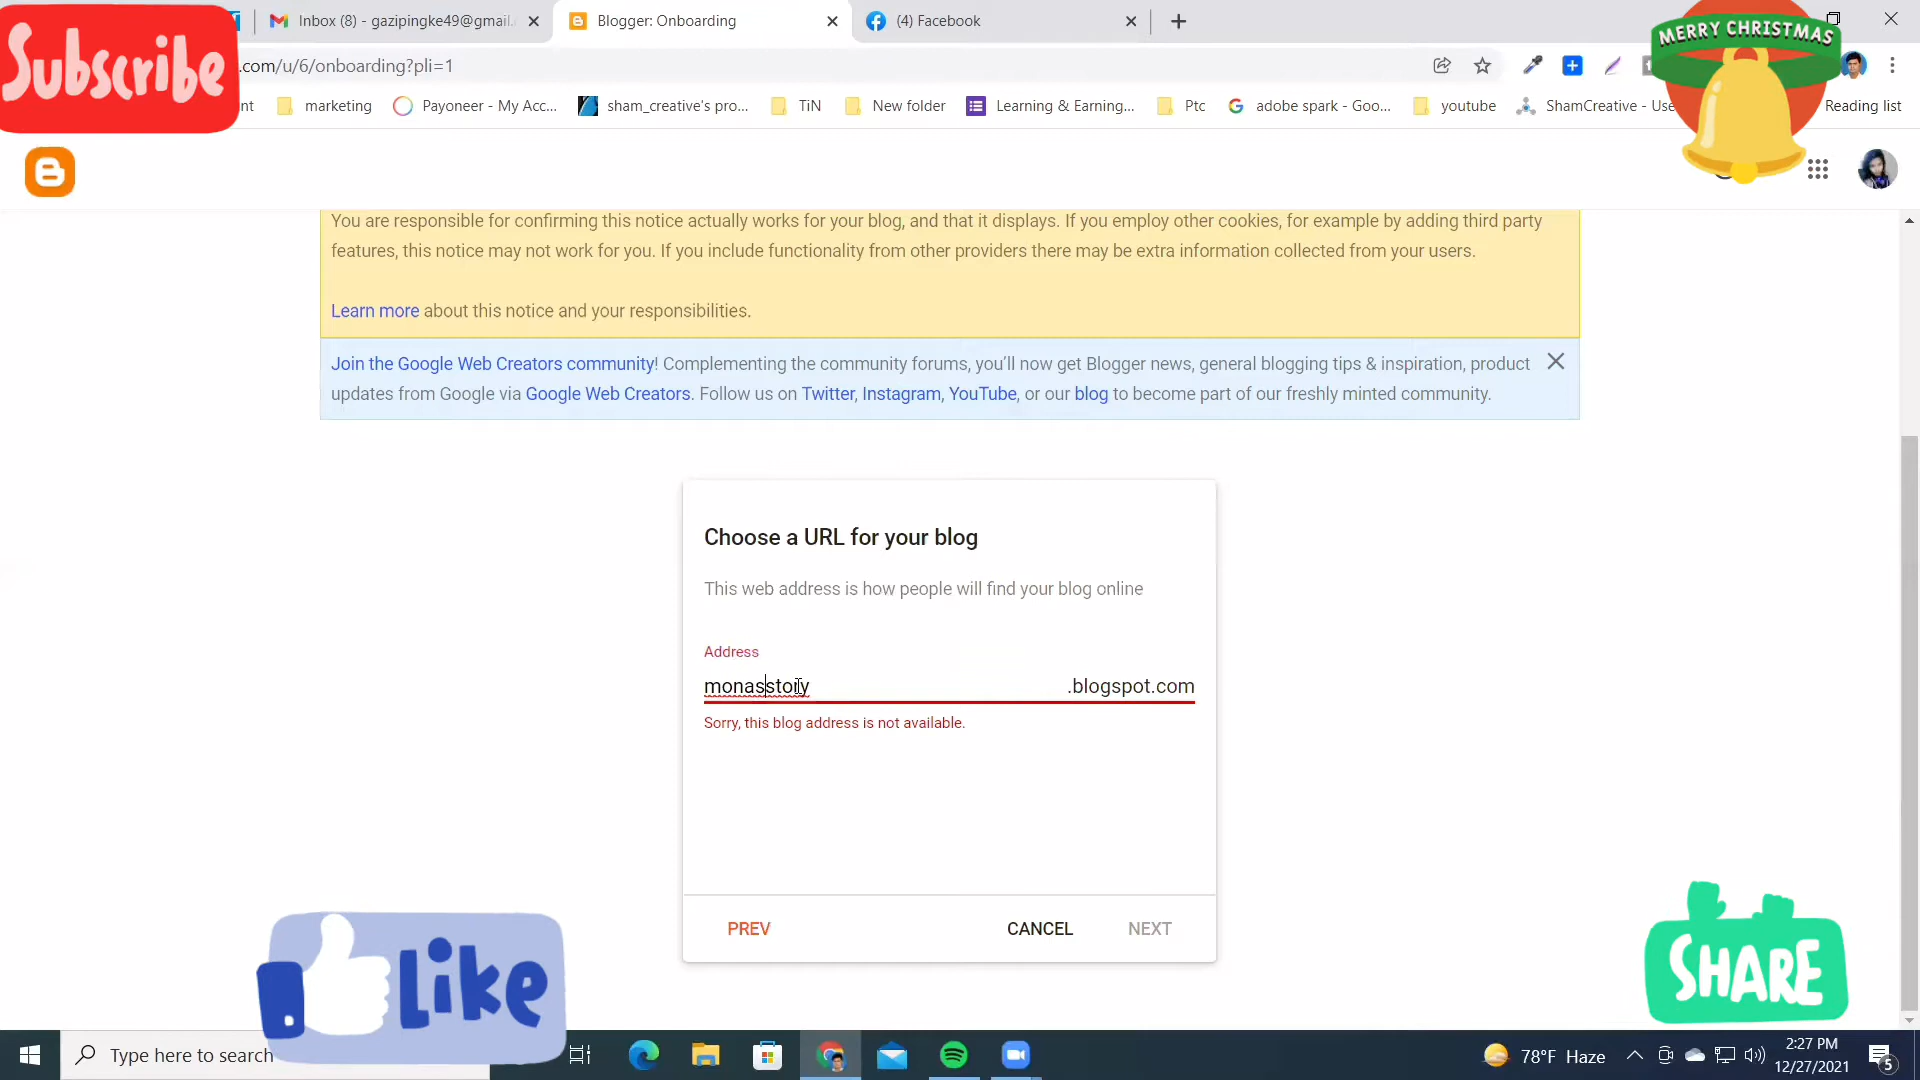 Subscribe
Inbox (8) - gazipingke49@gmail.
Blogger: Onboarding
(4) Facebook
MERRY CHRISTMAS
.com/u/6/onboarding?pli=1
nt
marketing
Payoneer - My Acc...
sham_creative's pro...
TiN
New folder
Learning & Earning...
Ptc
adobe spark - Goo...
youtube
ShamCreative - Use
Reading list
You are responsible for confirming this notice actually works for your blog, and that it displays. If you employ other cookies, for example by adding third party
features, this notice may not work for you. If you include functionality from other providers there may be extra information collected from your users.
Learn more about this notice and your responsibilities.
Join the Google Web Creators community! Complementing the community forums, you'll now get Blogger news, general blogging tips & inspiration, product
updates from Google via Google Web Creators. Follow us on Twitter, Instagram, YouTube, or our blog to become part of our freshly minted community.
Choose a URL for your blog
This web address is how people will find your blog online
Address
monasstory .blogspot.com
Sorry, this blog address is not available.
PREV CANCEL NEXT
Like
SHARE
Type here to search
78°F Haze
2:27 PM
12/27/2021
5